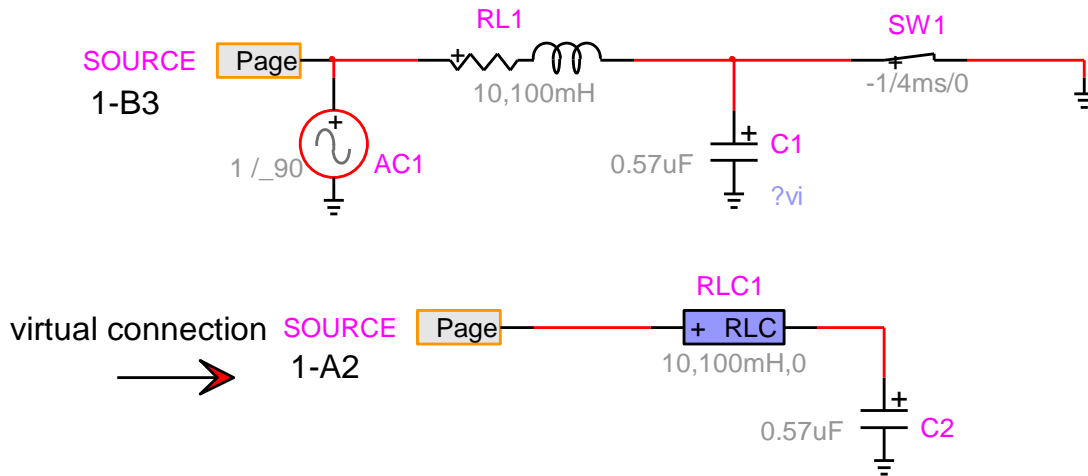 RL1
SW1
SOURCE
Page
+
+
1-B3
10,100mH
-1/4ms/0
+
+
C1
1 /_90
AC1
0.57uF
?vi
RLC1
virtual connection
SOURCE
Page
+ RLC
1-A2
10,100mH,0
+
0.57uF
C2